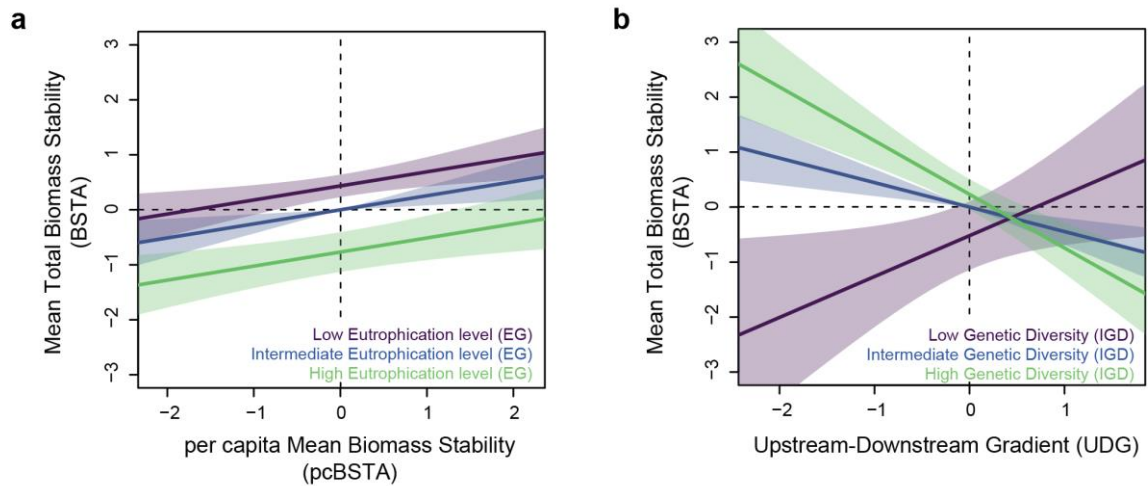 a
Mean Total Biomass Stability
(BSTA)
3
2
1
0
-1
-2
-3
Low Eutrophication level (EG)
Intermediate Eutrophication level (EG)
High Eutrophication level (EG)
−2
−1
0
1
2
per capita Mean Biomass Stability
(pcBSTA)
b
Mean Total Biomass Stability
(BSTA)
3
2
1
0
-1
-2
-3
Low Genetic Diversity (IGD)
Intermediate Genetic Diversity (IGD)
High Genetic Diversity (IGD)
−2
−1
0
1
Upstream-Downstream Gradient (UDG)